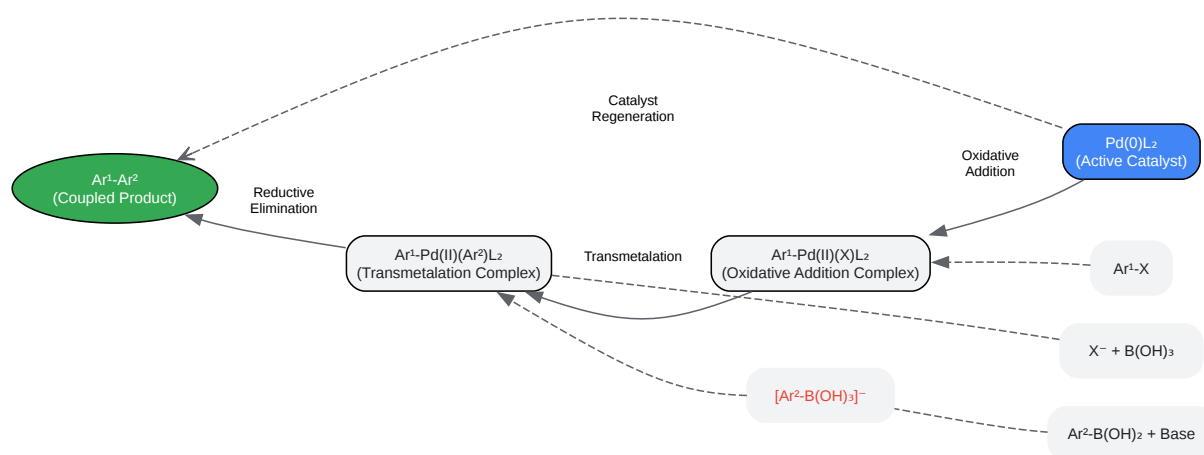 Catalyst
Regeneration
Pd(0)L₂
(Active Catalyst)
Oxidative
Addition
Ar¹-Ar²
(Coupled Product)
Reductive
Elimination
Ar¹-Pd(II)(Ar²)L₂
(Transmetalation Complex)
Transmetalation
Ar¹-Pd(II)(X)L₂
(Oxidative Addition Complex)
Ar¹-X
X⁻ + B(OH)₃
[Ar²-B(OH)₃]⁻
Ar²-B(OH)₂ + Base